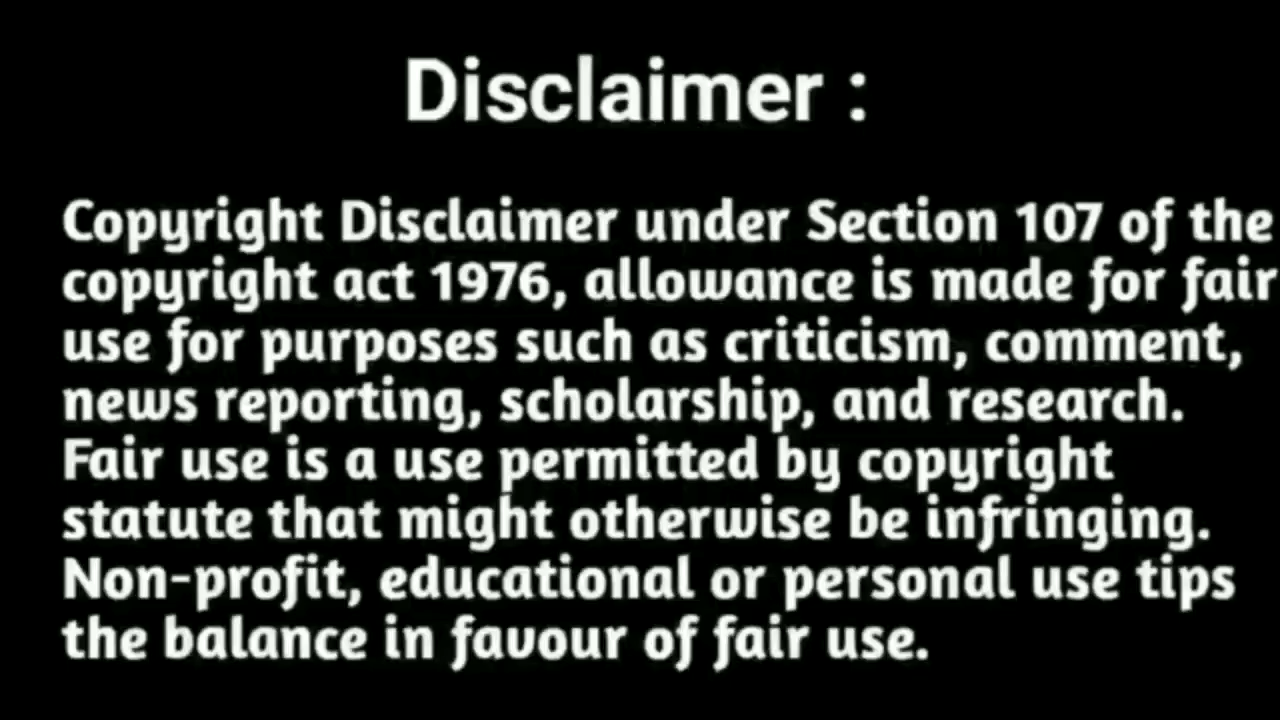 Disclaimer :
Copyright Disclaimer under Section 107 of the
copyright act 1976, allowance is made for fair
use for purposes such as criticism, comment,
news reporting, scholarship, and research.
Fair use is a use permitted by copyright
statute that might otherwise be infringing.
Non-profit, educational or personal use tips
the balance in favour of fair use.